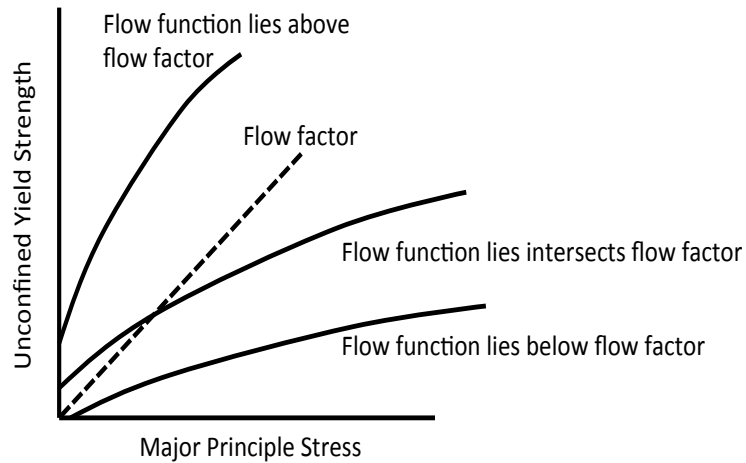 Flow function lies above
flow factor
Flow factor
Unconfined Yield Strength
Flow function lies intersects flow factor
Flow function lies below flow factor
Major Principle Stress